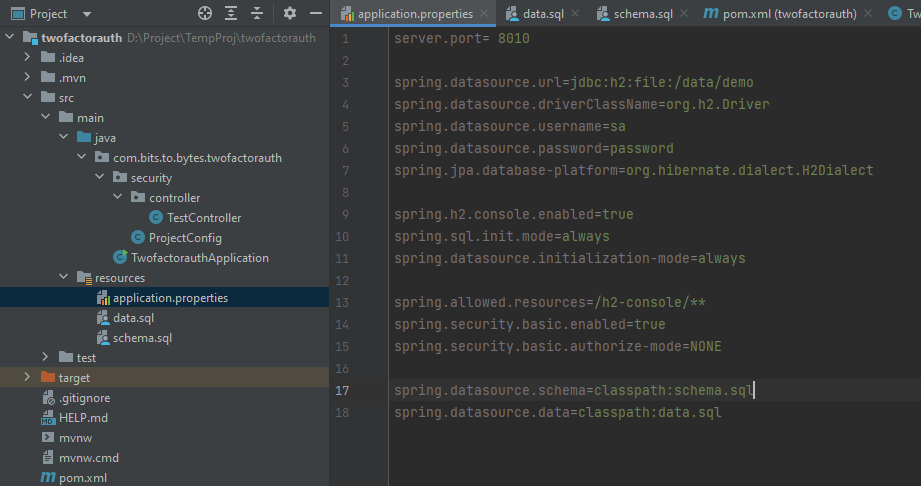 Project
twofactorauth D:\Project\TempProj\twofactorauth
.idea
.mvn
src
main
java
com.bits.to.bytes.twofactorauth
security
controller
TestController
ProjectConfig
TwofactorauthApplication
resources
application.properties
data.sql
schema.sql
test
target
.gitignore
HELP.md
mvnw
mvnw.cmd
pom.xml
application.properties data.sql schema.sql pom.xml (twofactorauth) Tw
1 server.port= 8010
2
3 spring.datasource.url=jdbc:h2:file:/data/demo
4 spring.datasource.driverClassName=org.h2.Driver
5 spring.datasource.username=sa
6 spring.datasource.password=password
7 spring.jpa.database-platform=org.hibernate.dialect.H2Dialect
8
9 spring.h2.console.enabled=true
10 spring.sql.init.mode=always
11 spring.datasource.initialization-mode=always
12
13 spring.allowed.resources=/h2-console/**
14 spring.security.basic.enabled=true
15 spring.security.basic.authorize-mode=NONE
16
17 spring.datasource.schema=classpath:schema.sql
18 spring.datasource.data=classpath:data.sql